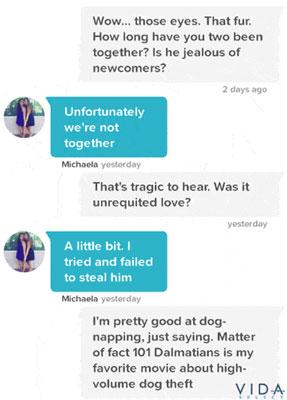 Wow... those eyes. That fur.
How long have you two been
together? Is he jealous of
newcomers?
2 days ago
Unfortunately
we're not
together
Michaela yesterday
That's tragic to hear. Was it
unrequited love?
yesterday
A little bit. I
tried and failed
to steal him
Michaela yesterday
I'm pretty good at dog-
napping, just saying. Matter
of fact 101 Dalmatians is my
favorite movie about high-
volume dog theft
VIDA
SELECT